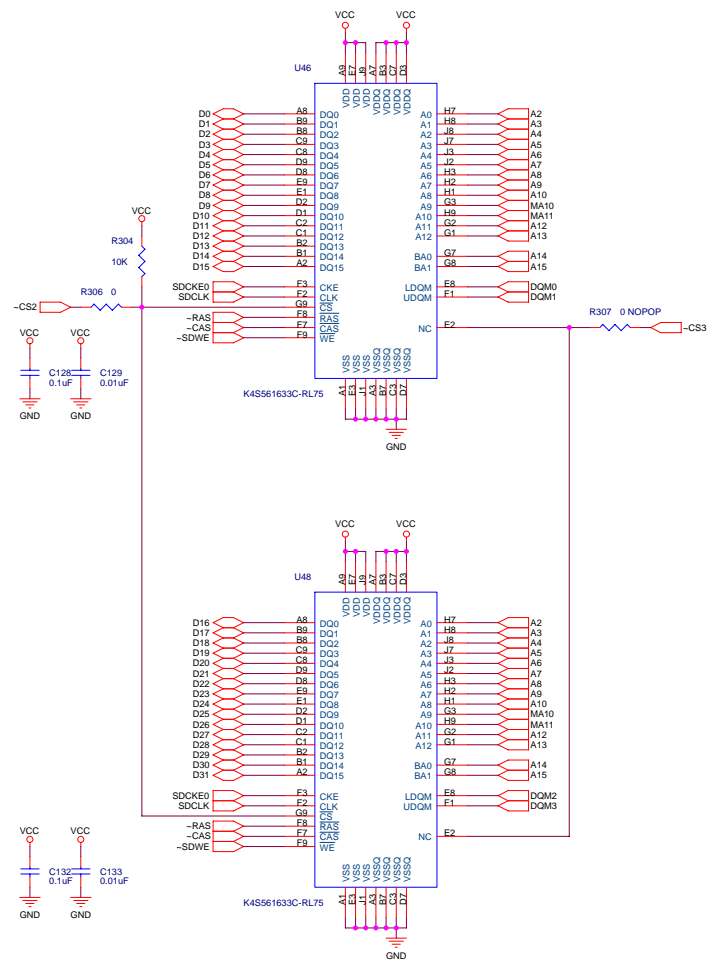 VCC VCC
U46
A9 E7 J9 A7 B3 C7 D3
VDD VDD VDD VDDQ VDDQ VDDQ VDDQ
D0 A8 DQ0 A0 H7 A2
D1 B9 DQ1 A1 H8 A3
D2 B8 DQ2 A2 J8 A4
D3 C9 DQ3 A3 J7 A5
D4 C8 DQ4 A4 J3 A6
D5 D9 DQ5 A5 J2 A7
D6 D8 DQ6 A6 H3 A8
D7 E9 DQ7 A7 H2 A9
D8 E1 DQ8 A8 H1 A10
D9 D2 DQ9 A9 G3 MA10
D10 D1 DQ10 A10 H9 MA11
D11 C2 DQ11 A11 G2 A12
D12 C1 DQ12 A12 G1 A13
D13 B2 DQ13
D14 B1 DQ14 BA0 G7 A14
D15 A2 DQ15 BA1 G8 A15
VCC
R304
10K
SDCKE0 F3 CKE LDQM E8 DQM0
SDCLK F2 CLK UDQM F1 DQM1
R306 0
~CS2 G9 CS
~RAS F8 RAS
~CAS F7 CAS NC E2
~SDWE F9 WE
R307 0 NOPOP
~CS3
VCC VCC
C128 C129
0.1uF 0.01uF
GND GND
VSS VSS VSS VSSQ VSSQ VSSQ VSSQ
A1 E3 J1 A3 B7 C3 D7
K4S561633C-RL75
GND
VCC VCC
U48
A9 E7 J9 A7 B3 C7 D3
VDD VDD VDD VDDQ VDDQ VDDQ VDDQ
D16 A8 DQ0 A0 H7 A2
D17 B9 DQ1 A1 H8 A3
D18 B8 DQ2 A2 J8 A4
D19 C9 DQ3 A3 J7 A5
D20 C8 DQ4 A4 J3 A6
D21 D9 DQ5 A5 J2 A7
D22 D8 DQ6 A6 H3 A8
D23 E9 DQ7 A7 H2 A9
D24 E1 DQ8 A8 H1 A10
D25 D2 DQ9 A9 G3 MA10
D26 D1 DQ10 A10 H9 MA11
D27 C2 DQ11 A11 G2 A12
D28 C1 DQ12 A12 G1 A13
D29 B2 DQ13
D30 B1 DQ14 BA0 G7 A14
D31 A2 DQ15 BA1 G8 A15
SDCKE0 F3 CKE LDQM E8 DQM2
SDCLK F2 CLK UDQM F1 DQM3
G9 CS
~RAS F8 RAS
~CAS F7 CAS NC E2
~SDWE F9 WE
VCC VCC
C132 C133
0.1uF 0.01uF
GND GND
VSS VSS VSS VSSQ VSSQ VSSQ VSSQ
A1 E3 J1 A3 B7 C3 D7
K4S561633C-RL75
GND